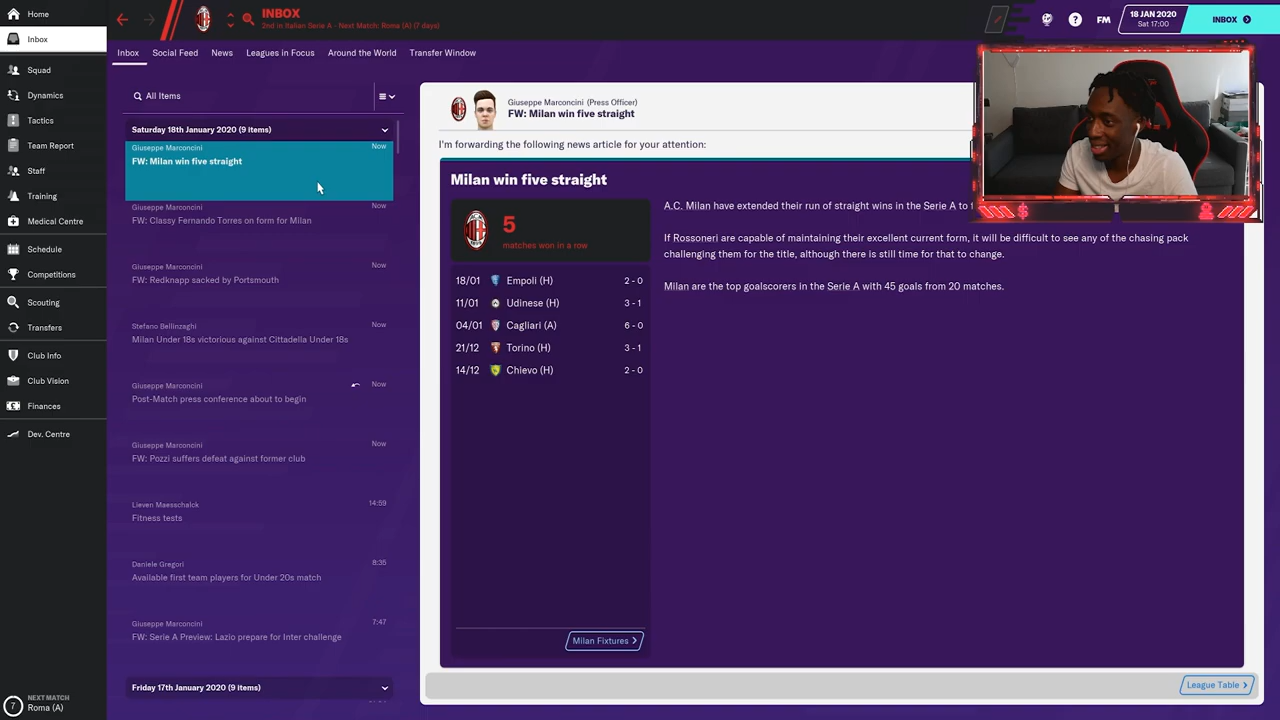 Home
Inbox
Squad
Dynamics
Tactics
Team Report
Staff
Training
Medical Centre
Schedule
Competitions
Scouting
Transfers
Club Info
Club Vision
Finances
Dev. Centre
7
NEXT MATCH
Roma (A)
INBOX
2nd in Italian Serie A - Next Match: Roma (A) (7 days)
?
FM
18 JAN 2020
Sat 17:00
INBOX
Inbox
Social Feed
News
Leagues in Focus
Around the World
Transfer Window
All Items
Saturday 18th January 2020 (9 items)
Giuseppe Marconcini
Now
FW: Milan win five straight
Giuseppe Marconcini
Now
FW: Classy Fernando Torres on form for Milan
Giuseppe Marconcini
Now
FW: Redknapp sacked by Portsmouth
Stefano Bellinzaghi
Now
Milan Under 18s victorious against Cittadella Under 18s
Giuseppe Marconcini
Now
Post-Match press conference about to begin
Giuseppe Marconcini
Now
FW: Pozzi suffers defeat against former club
Lieven Maesschalck
14:59
Fitness tests
Daniele Gregori
8:35
Available first team players for Under 20s match
Giuseppe Marconcini
7:47
FW: Serie A Preview: Lazio prepare for Inter challenge
Friday 17th January 2020 (9 items)
Giuseppe Marconcini (Press Officer)
FW: Milan win five straight
I'm forwarding the following news article for your attention:
Milan win five straight
5
matches won in a row
18/01 Empoli (H) 2 - 0
11/01 Udinese (H) 3 - 1
04/01 Cagliari (A) 6 - 0
21/12 Torino (H) 3 - 1
14/12 Chievo (H) 2 - 0
Milan Fixtures
A.C. Milan have extended their run of straight wins in the Serie A to
If Rossoneri are capable of maintaining their excellent current form, it will be difficult to see any of the chasing pack
challenging them for the title, although there is still time for that to change.
Milan are the top goalscorers in the Serie A with 45 goals from 20 matches.
League Table